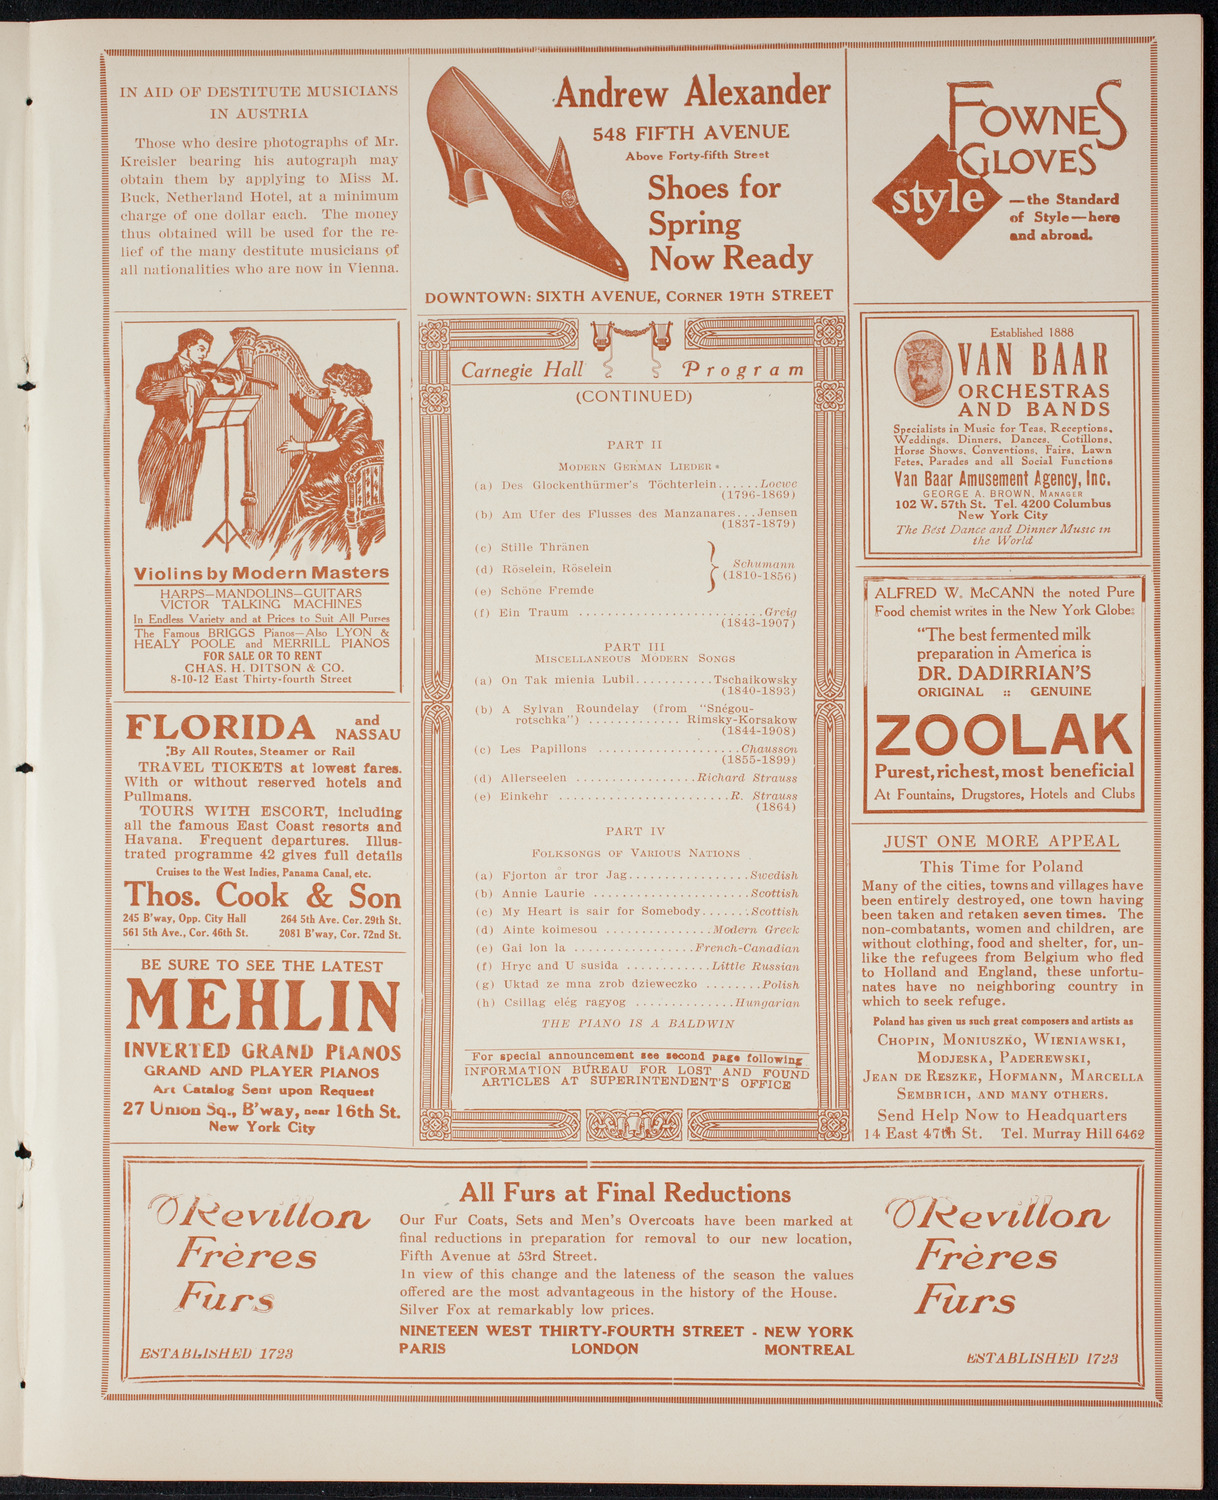 IN AID OF DESTITUTE MUSICIANS
IN AUSTRIA
Those who desire photographs of Mr.
Kreisler bearing his autograph may
obtain them by applying to Miss M.
Buck, Netherland Hotel, at a minimum
charge of one dollar each. The money
thus obtained will be used for the re-
lief of the many destitute musicians of
all nationalities who are now in Vienna.
Andrew Alexander
548 FIFTH AVENUE
Above Forty-fifth Street
Shoes for
Spring
Now Ready
DOWNTOWN: SIXTH AVENUE, CORNER 19TH STREET
FOWNES
GLOVES
style
—the Standard
of Style—here
and abroad.
Violins by Modern Masters
HARPS—MANDOLINS—GUITARS
VICTOR TALKING MACHINES
In Endless Variety and at Prices to Suit All Purses
The Famous BRIGGS Pianos—Also LYON &
HEALY POOLE and MERRILL PIANOS
FOR SALE OR TO RENT
CHAS. H. DITSON & CO.
8-10-12 East Thirty-fourth Street
FLORIDA and NASSAU
By All Routes, Steamer or Rail
TRAVEL TICKETS at lowest fares.
With or without reserved hotels and
Pullmans.
TOURS WITH ESCORT, including
all the famous East Coast resorts and
Havana. Frequent departures. Illus-
trated programme 42 gives full details
Cruises to the West Indies, Panama Canal, etc.
Thos. Cook & Son
245 B'way, Opp. City Hall 264 5th Ave. Cor. 29th St.
561 5th Ave., Cor. 46th St. 2081 B'way, Cor. 72nd St.
BE SURE TO SEE THE LATEST
MEHLIN
INVERTED GRAND PIANOS
GRAND AND PLAYER PIANOS
Art Catalog Sent upon Request
27 Union Sq., B'way, near 16th St.
New York City
Carnegie Hall Program
(CONTINUED)
PART II
MODERN GERMAN LIEDER
(a) Des Glockenthürmer's Töchterlein......Loewe
(1796-1869)
(b) Am Ufer des Flusses des Manzanares...Jensen
(1837-1879)
(c) Stille Thränen
(d) Röselein, Röselein
(e) Schöne Fremde
Schumann
(1810-1856)
(f) Ein Traum ..........................Greig
(1843-1907)
PART III
MISCELLANEOUS MODERN SONGS
(a) On Tak mienia Lubil...........Tschaikowsky
(1840-1893)
(b) A Sylvan Roundelay (from "Snégou-
rotschka") ............ Rimsky-Korsakow
(1844-1908)
(c) Les Papillons ....................Chausson
(1855-1899)
(d) Allerseelen .................Richard Strauss
(e) Einkehr ........................R. Strauss
(1864)
PART IV
FOLKSONGS OF VARIOUS NATIONS
(a) Fjorton år tror Jag.................Swedish
(b) Annie Laurie .......................Scottish
(c) My Heart is sair for Somebody.......Scottish
(d) Ainte koimesou ...............Modern Greek
(e) Gai lon la .................French-Canadian
(f) Hryc and U susida ............Little Russian
(g) Uktad ze mna zrob dzieweczko ........Polish
(h) Csillag elég ragyog ..............Hungarian
THE PIANO IS A BALDWIN
For special announcement see second page following
INFORMATION BUREAU FOR LOST AND FOUND
ARTICLES AT SUPERINTENDENT'S OFFICE
Established 1888
VAN BAAR
ORCHESTRAS
AND BANDS
Specialists in Music for Teas, Receptions,
Weddings, Dinners, Dances, Cotillons,
Horse Shows, Conventions, Fairs, Lawn
Fetes, Parades and all Social Functions
Van Baar Amusement Agency, Inc.
GEORGE A. BROWN, MANAGER
102 W. 57th St. Tel. 4200 Columbus
New York City
The Best Dance and Dinner Music in
the World
ALFRED W. McCANN the noted Pure
Food chemist writes in the New York Globe:
"The best fermented milk
preparation in America is
DR. DADIRRIAN'S
ORIGINAL :: GENUINE
ZOOLAK
Purest, richest, most beneficial
At Fountains, Drugstores, Hotels and Clubs
JUST ONE MORE APPEAL
This Time for Poland
Many of the cities, towns and villages have
been entirely destroyed, one town having
been taken and retaken seven times. The
non-combatants, women and children, are
without clothing, food and shelter, for, un-
like the refugees from Belgium who fled
to Holland and England, these unfortu-
nates have no neighboring country in
which to seek refuge.
Poland has given us such great composers and artists as
CHOPIN, MONIUSZKO, WIENIAWSKI,
MODJESKA, PADEREWSKI,
JEAN DE RESZKE, HOFMANN, MARCELLA
SEMBRICH, AND MANY OTHERS.
Send Help Now to Headquarters
14 East 47th St. Tel. Murray Hill 6462
Revillon
Frères
Furs
ESTABLISHED 1723
All Furs at Final Reductions
Our Fur Coats, Sets and Men's Overcoats have been marked at
final reductions in preparation for removal to our new location,
Fifth Avenue at 53rd Street.
In view of this change and the lateness of the season the values
offered are the most advantageous in the history of the House.
Silver Fox at remarkably low prices.
NINETEEN WEST THIRTY-FOURTH STREET - NEW YORK
PARIS LONDON MONTREAL
Revillon
Frères
Furs
ESTABLISHED 1723